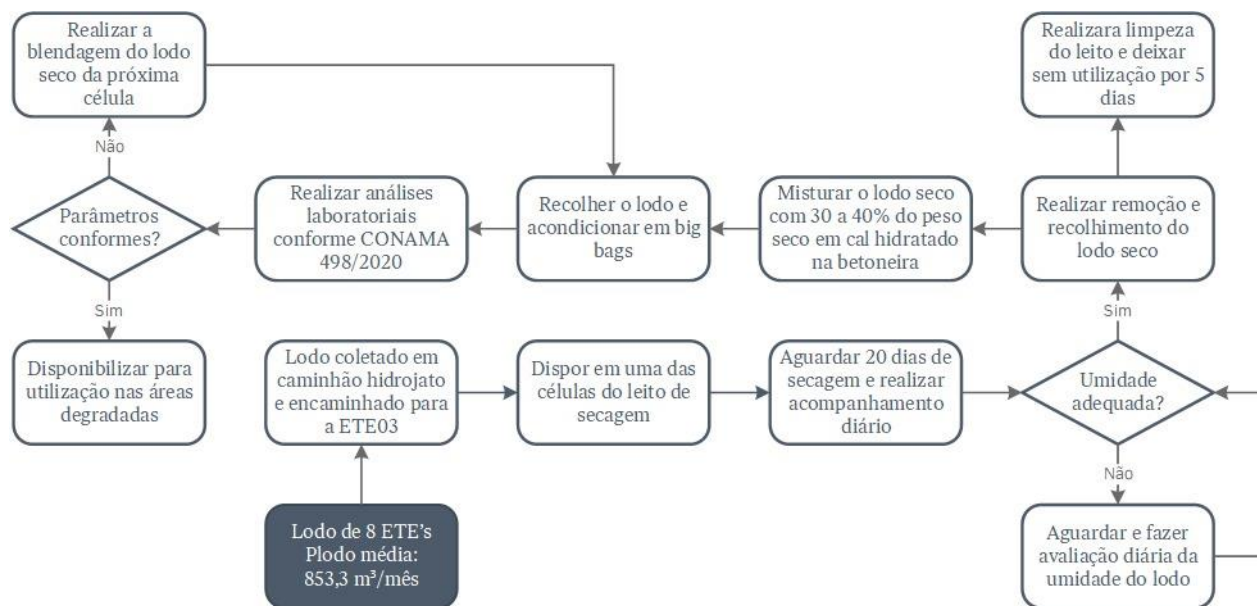 Realizar a
blendagem do lodo
seco da próxima
célula
Realizara limpeza
do leito e deixar
sem utilização por 5
dias
Não
Parâmetros
conformes?
Realizar análises
laboratoriais
conforme CONAMA
498/2020
Recolher o lodo e
acondicionar em big
bags
Misturar o lodo seco
com 30 a 40% do peso
seco em cal hidratado
na betoneira
Realizar remoção e
recolhimento do
lodo seco
Sim
Sim
Disponibilizar para
utilização nas áreas
degradadas
Lodo coletado em
caminhão hidrojato
e encaminhado para
a ETE03
Dispor em uma das
células do leito de
secagem
Aguardar 20 dias de
secagem e realizar
acompanhamento
diário
Umidade
adequada?
Não
Lodo de 8 ETE's
Plodo média:
853,3 m³/mês
Aguardar e fazer
avaliação diária da
umidade do lodo